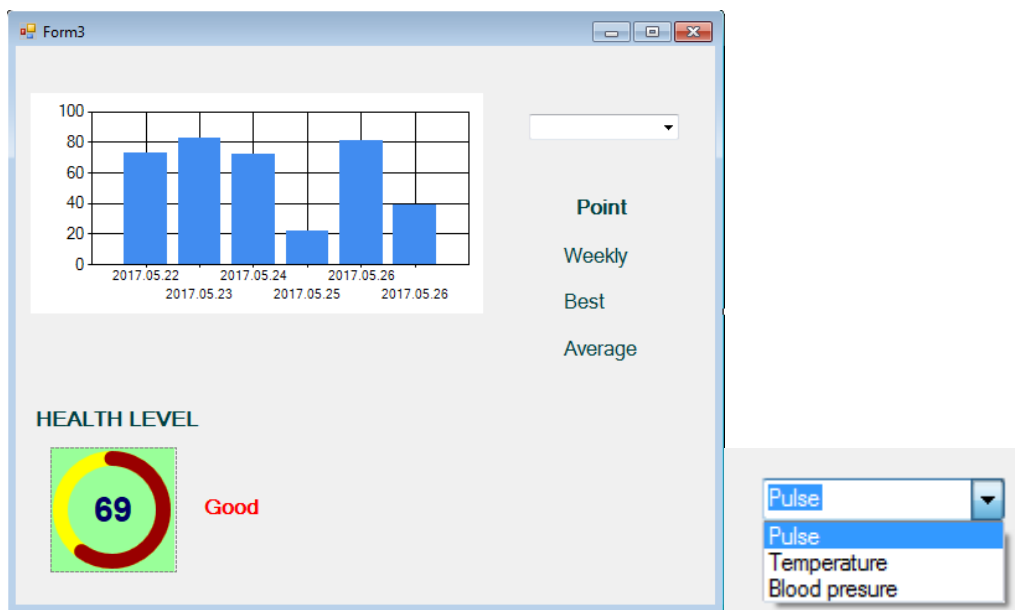 Form3
100
80
60
40
20
0
2017.05.22 2017.05.24 2017.05.26
2017.05.23 2017.05.25 2017.05.26
Point
Weekly
Best
Average
HEALTH LEVEL
69
Good
Pulse
Pulse
Temperature
Blood presure